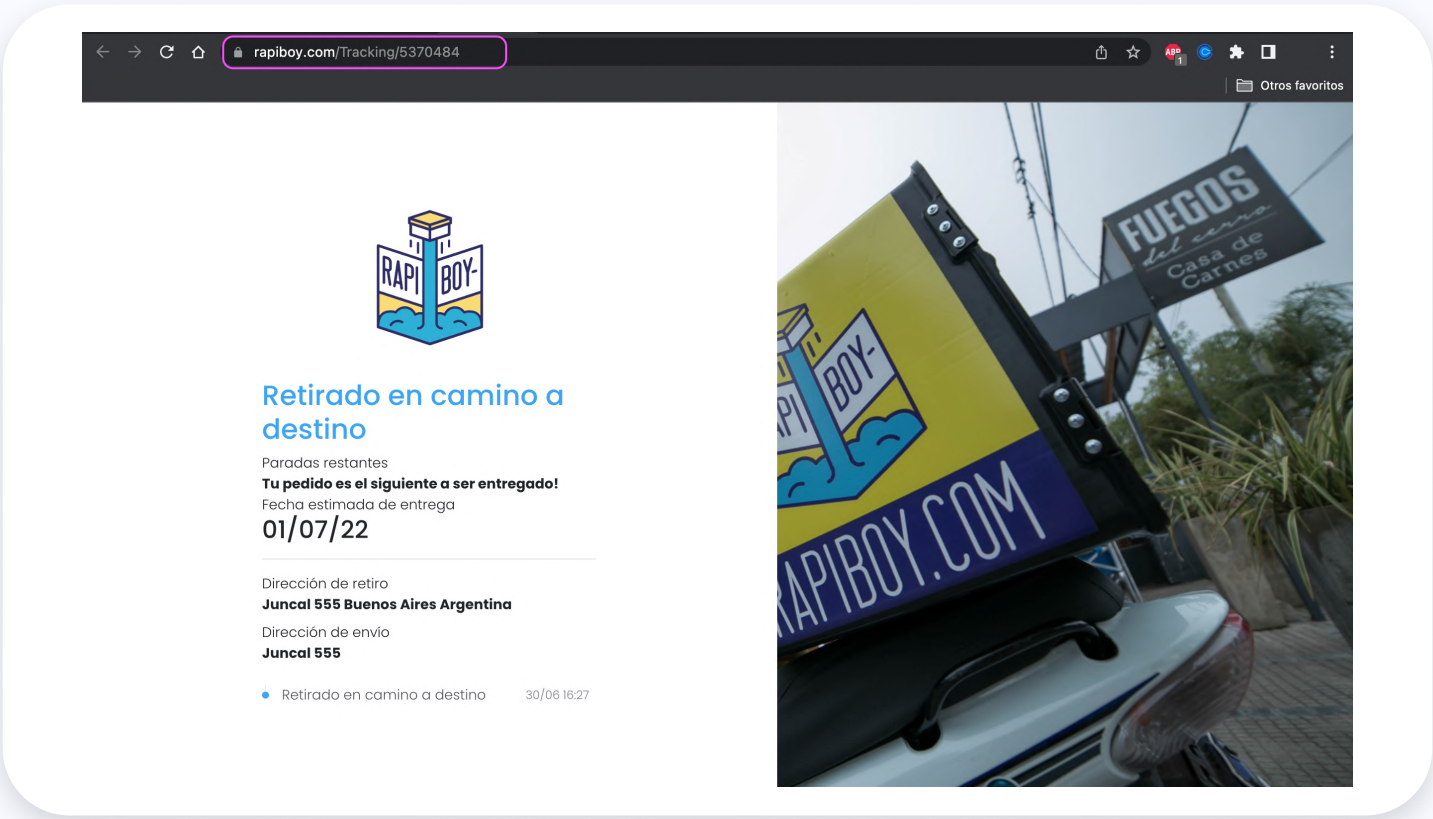 rapiboy.com/Tracking/5370484
ABP
1
Otros favoritos
RAPI BOY-
Retirado en camino a
destino
Paradas restantes
Tu pedido es el siguiente a ser entregado!
Fecha estimada de entrega
01/07/22
Dirección de retiro
Juncal 555 Buenos Aires Argentina
Dirección de envío
Juncal 555
Retirado en camino a destino 30/06 16:27
FUEGOS
del cerro
Casa de
Carnes
API BOY-
RAPIBOY.COM